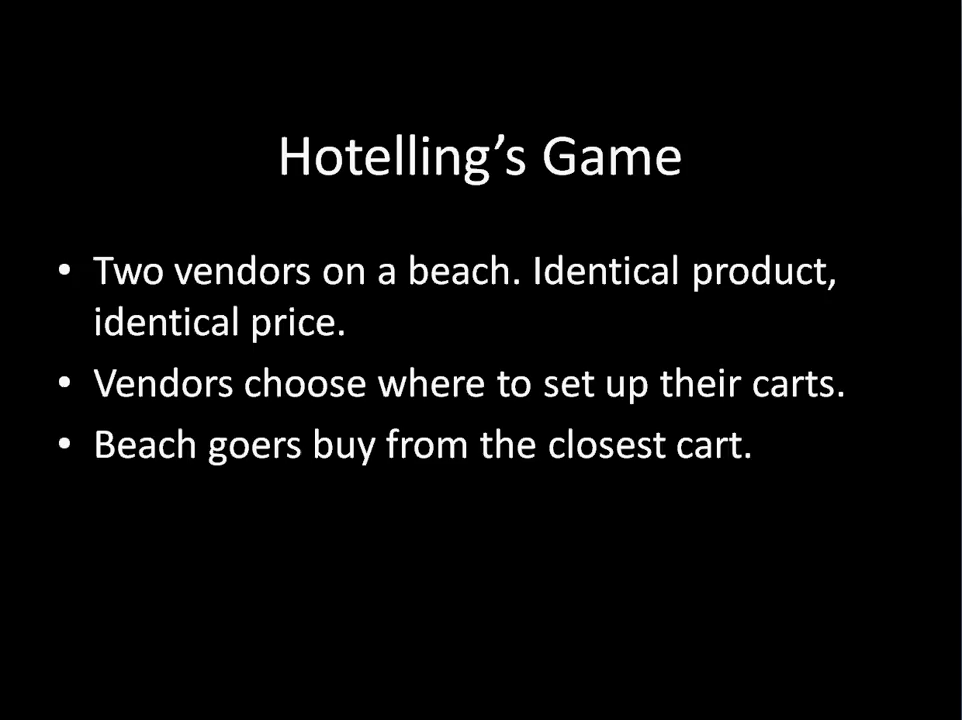 Hotelling’s Game
• Two vendors on a beach. Identical product,
identical price.
• Vendors choose where to set up their carts.
• Beach goers buy from the closest cart.